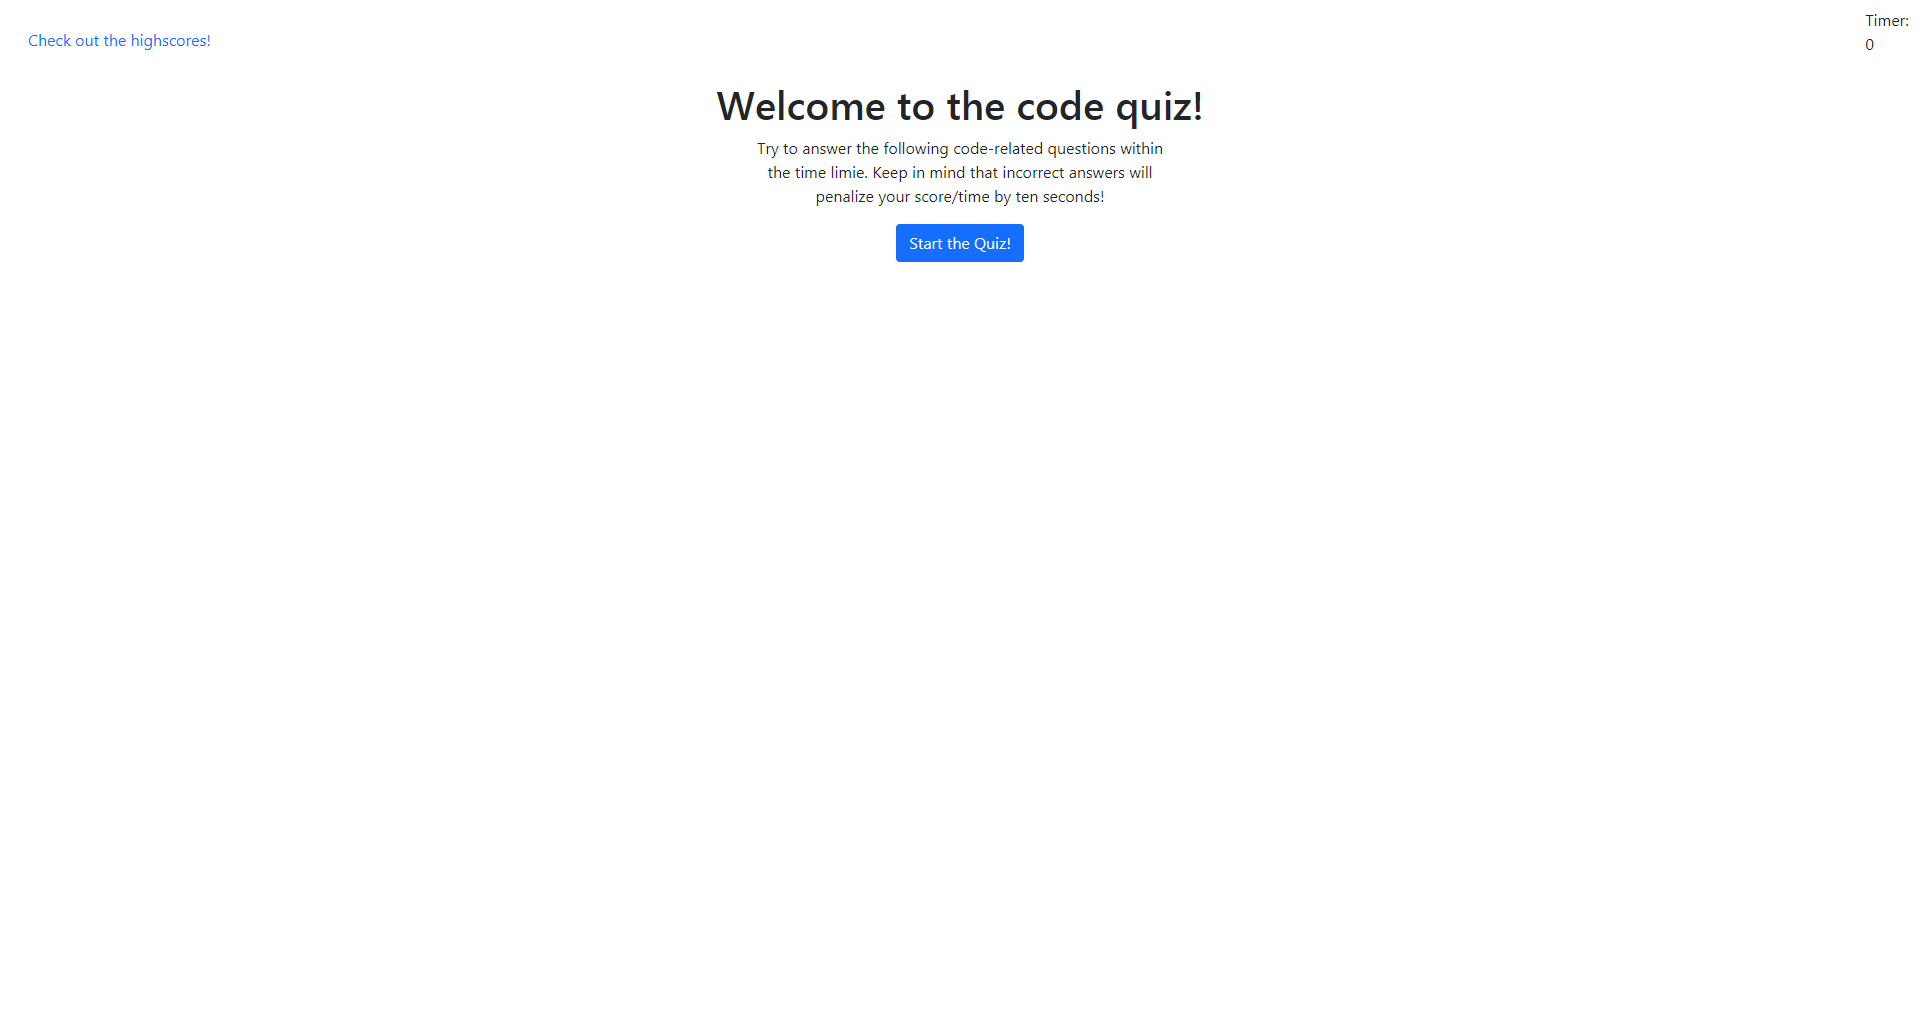 Check out the highscores!
Timer:
0
Welcome to the code quiz!
Try to answer the following code-related questions within
the time limie. Keep in mind that incorrect answers will
penalize your score/time by ten seconds!
Start the Quiz!